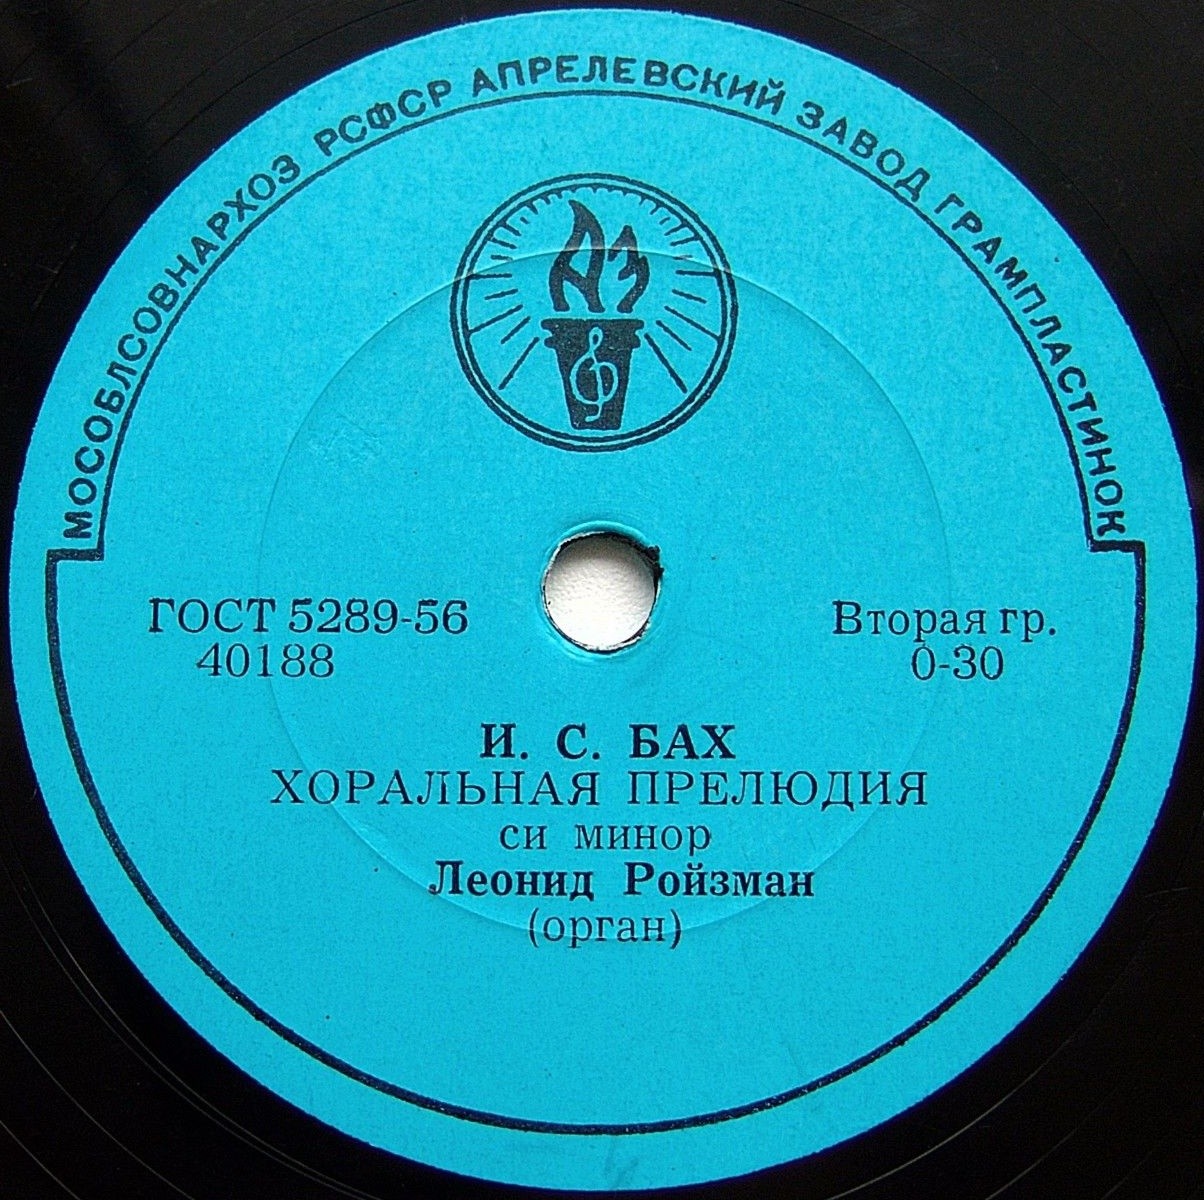 МОСОБЛСОВНАРХОЗ РСФСР АПРЕЛЕВСКИЙ ЗАВОД ГРАМПЛАСТИНОК
АЗ
ГОСТ 5289-56
40188
Вторая гр.
0-30
И. С. БАХ
ХОРАЛЬНАЯ ПРЕЛЮДИЯ
си минор
Леонид Ройзман
(орган)